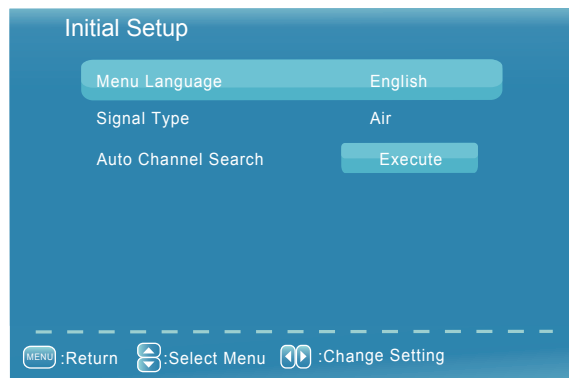 Initial Setup
Menu Language English
Signal Type Air
Auto Channel Search Execute
MENU :Return :Select Menu :Change Setting